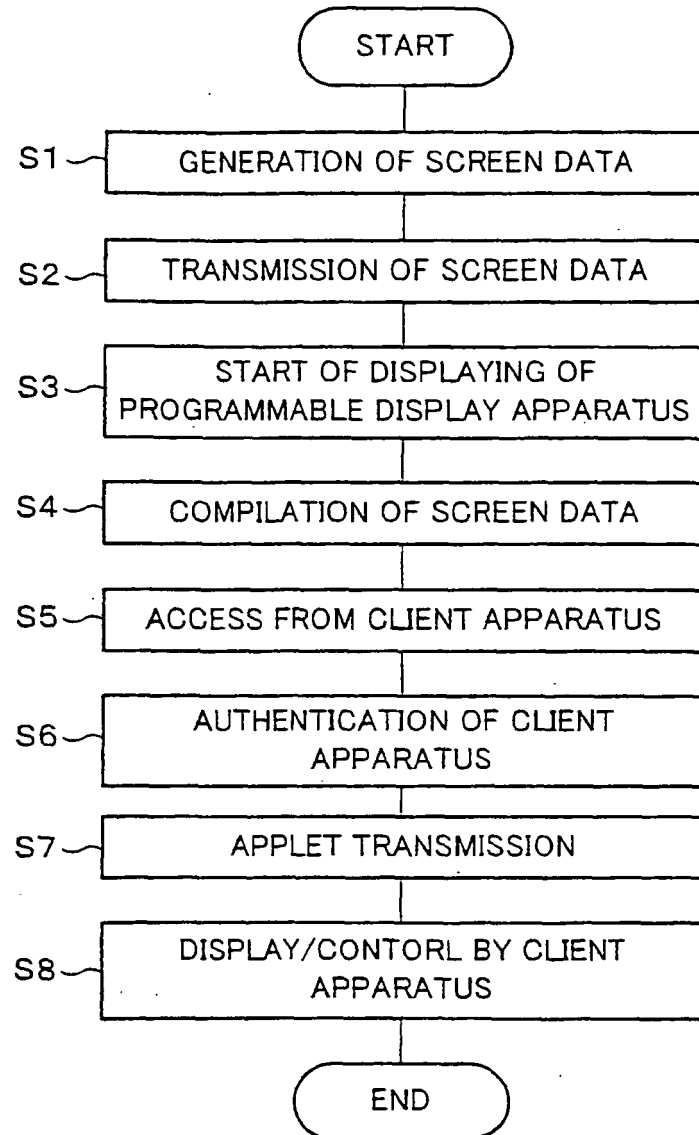 START
S1 GENERATION OF SCREEN DATA
S2 TRANSMISSION OF SCREEN DATA
S3 START OF DISPLAYING OF
PROGRAMMABLE DISPLAY APPARATUS
S4 COMPILATION OF SCREEN DATA
S5 ACCESS FROM CLIENT APPARATUS
S6 AUTHENTICATION OF CLIENT
APPARATUS
S7 APPLET TRANSMISSION
S8 DISPLAY/CONTORL BY CLIENT
APPARATUS
END